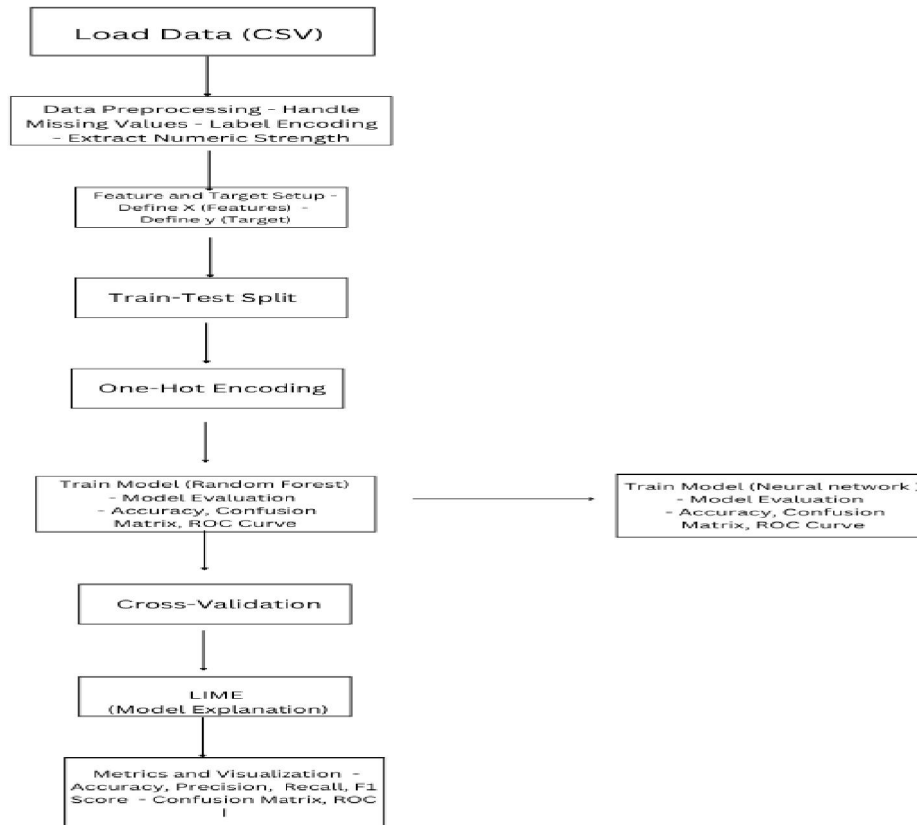 Load Data (CSV)
Data Preprocessing - Handle
Missing Values - Label Encoding
- Extract Numeric Strength
Feature and Target Setup -
Define X (Features) -
Define y (Target)
Train-Test Split
One-Hot Encoding
Train Model (Random Forest)
- Model Evaluation
- Accuracy, Confusion
Matrix, ROC Curve
Train Model (Neural network
- Model Evaluation
- Accuracy, Confusion
Matrix, ROC Curve
Cross-Validation
LIME
(Model Explanation)
Metrics and Visualization -
Accuracy, Precision, Recall, F1
Score - Confusion Matrix, ROC